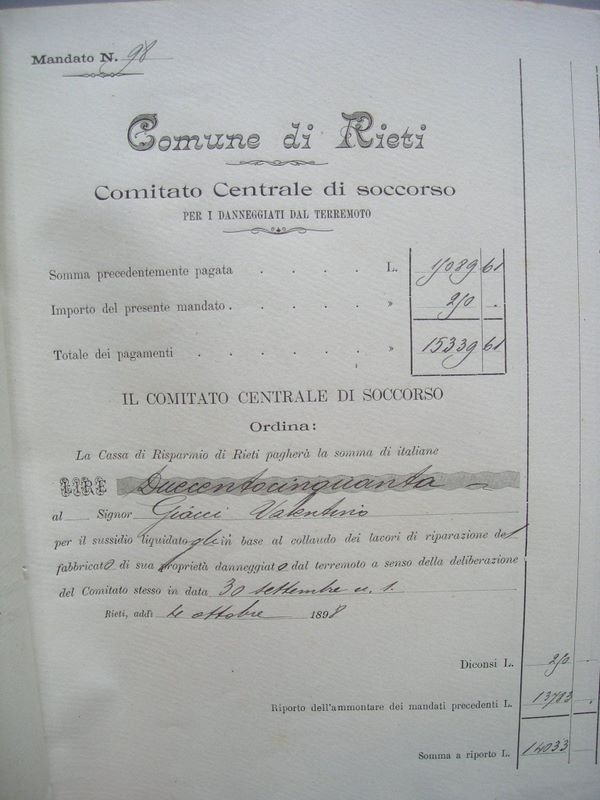 Mandato N. 98
Comune di Rieti
Comitato Centrale di soccorso
PER I DANNEGGIATI DAL TERREMOTO
Somma precedentemente pagata . . . . L. 15089 61
Importo del presente mandato . . . . . » 250 .
Totale dei pagamenti . . . . . . » 15339 61
IL COMITATO CENTRALE DI SOCCORSO
Ordina:
La Cassa di Risparmio di Rieti pagherà la somma di italiane
LIRE Duecentocinquanta
al Signor Giacci Valentino
per il sussidio liquidatogli in base al collaudo dei lavori di riparazione del
fabbricato di sua proprietà danneggiato dal terremoto a senso della deliberazione
del Comitato stesso in data 30 settembre u. s.
Rieti, addì 4 ottobre 1898
Diconsi L. 250
Riporto dell'ammontare dei mandati precedenti L. 13783 .
Somma a riporto L. 14033